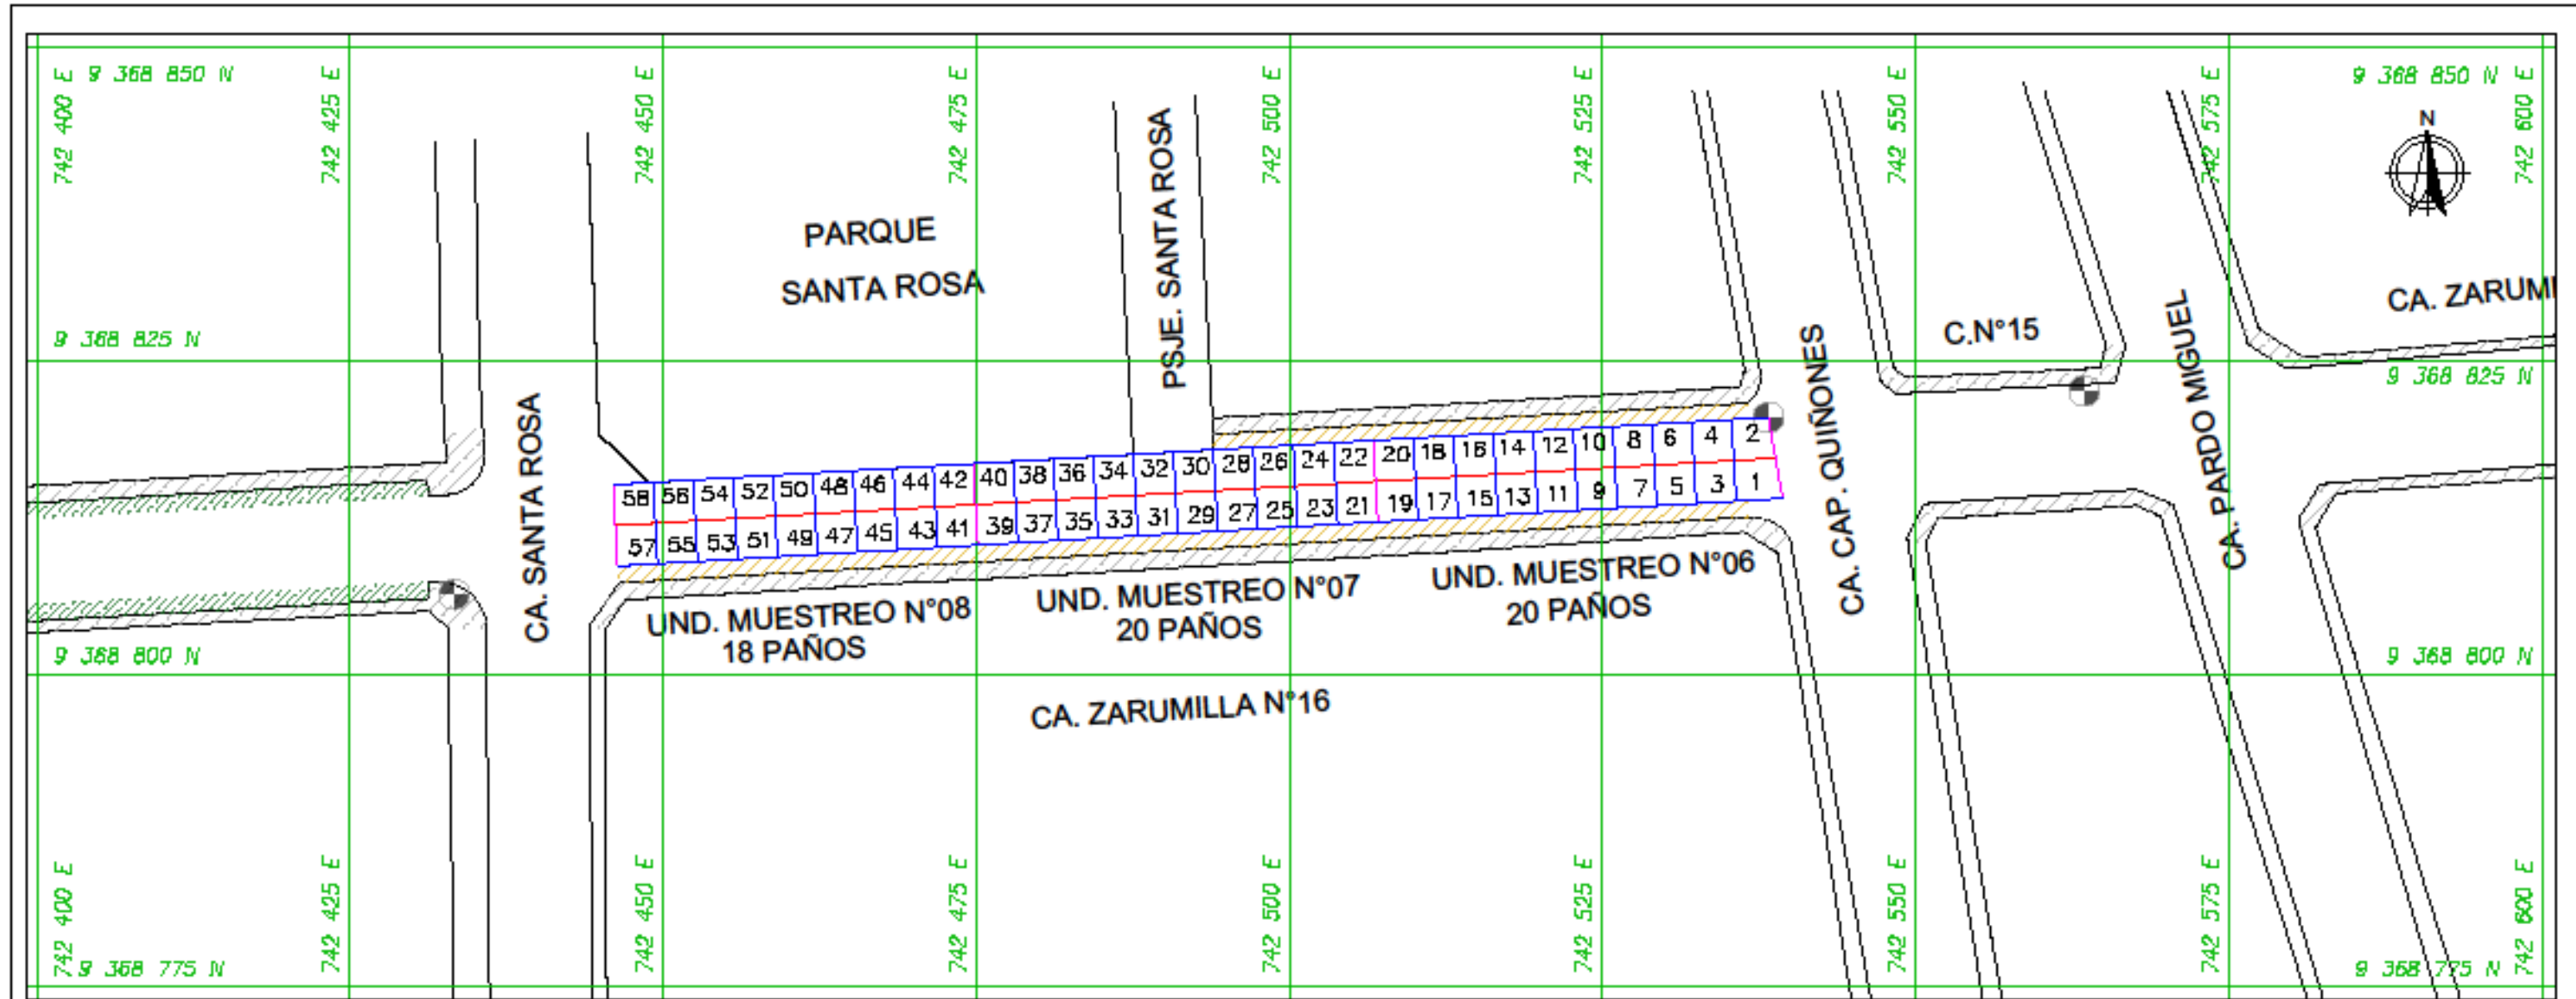 9 368 850 N
742 400 E
742 425 E
742 450 E
742 475 E
742 500 E
742 525 E
742 550 E
742 575 E
9 368 850 N
742 600 E
N
PARQUE
SANTA ROSA
PSJE. SANTA ROSA
CA. ZARUMI
C.N°15
CA. PARDO MIGUEL
CA. CAP. QUIÑONES
9 368 825 N
9 368 825 N
CA. SANTA ROSA
58 56 54 52 50 48 46 44 42 40 38 36 34 32 30 28 26 24 22 20 18 16 14 12 10 8 6 4 2
57 55 53 51 49 47 45 43 41 39 37 35 33 31 29 27 25 23 21 19 17 15 13 11 9 7 5 3 1
UND. MUESTREO N°08
18 PAÑOS
UND. MUESTREO N°07
20 PAÑOS
UND. MUESTREO N°06
20 PAÑOS
9 368 800 N
9 368 800 N
CA. ZARUMILLA N°16
742 400 E
742 425 E
742 450 E
742 475 E
742 500 E
742 525 E
742 550 E
742 575 E
742 600 E
9 368 775 N
9 368 775 N